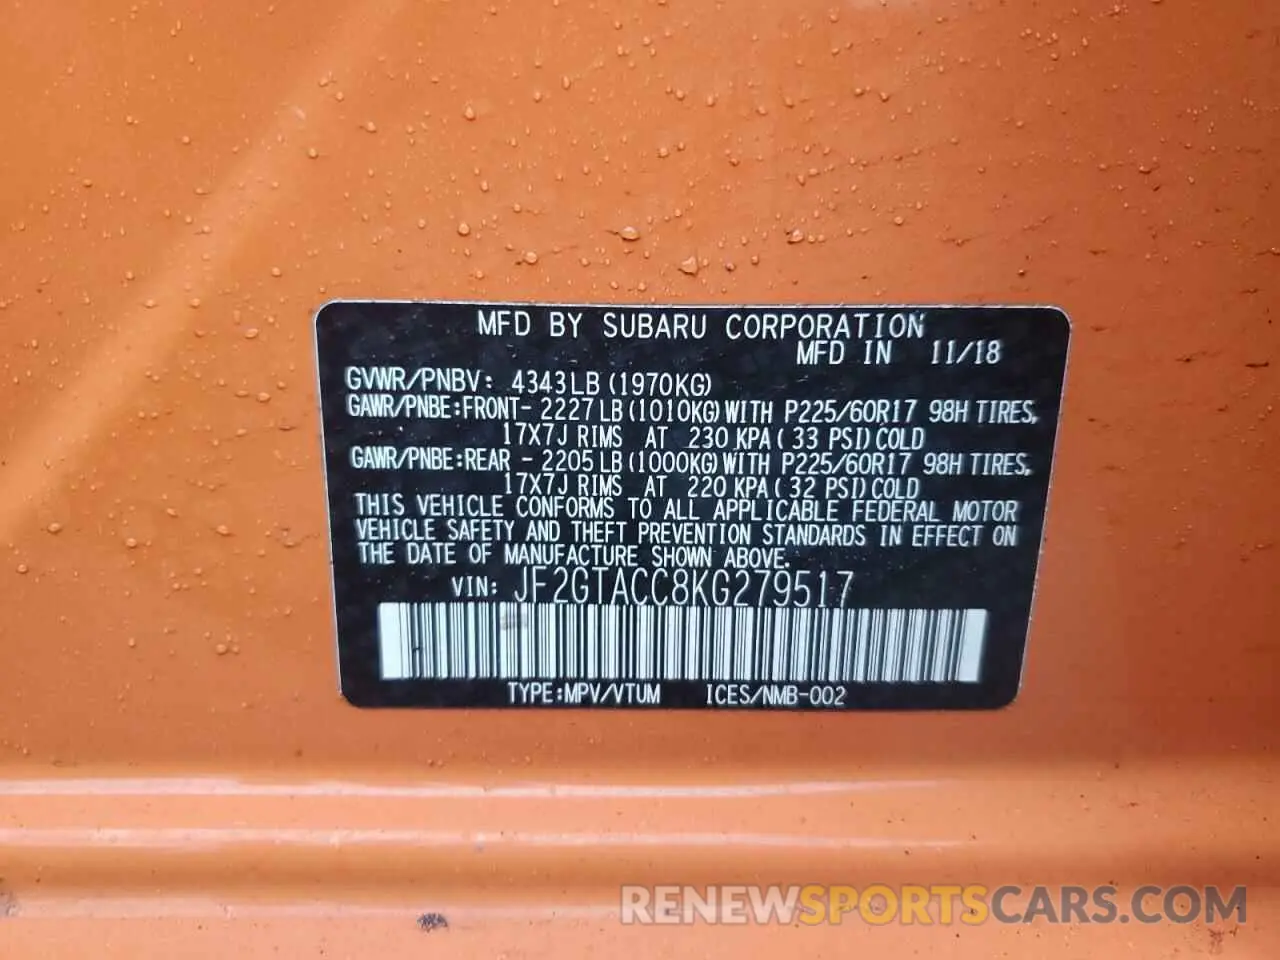 MFD BY SUBARU CORPORATION
MFD IN 11/18
GVWR/PNBV: 4343LB (1970KG)
GAWR/PNBE:FRONT- 2227LB (1010KG) WITH P225/60R17 98H TIRES,
17X7J RIMS AT 230 KPA ( 33 PSI) COLD
GAWR/PNBE:REAR - 2205LB (1000KG) WITH P225/60R17 98H TIRES,
17X7J RIMS AT 220 KPA ( 32 PSI) COLD
THIS VEHICLE CONFORMS TO ALL APPLICABLE FEDERAL MOTOR
VEHICLE SAFETY AND THEFT PREVENTION STANDARDS IN EFFECT ON
THE DATE OF MANUFACTURE SHOWN ABOVE.
VIN: JF2GTACC8KG279517
TYPE:MPV/VTUM ICES/NMB-002
RENEWSPORTSCARS.COM